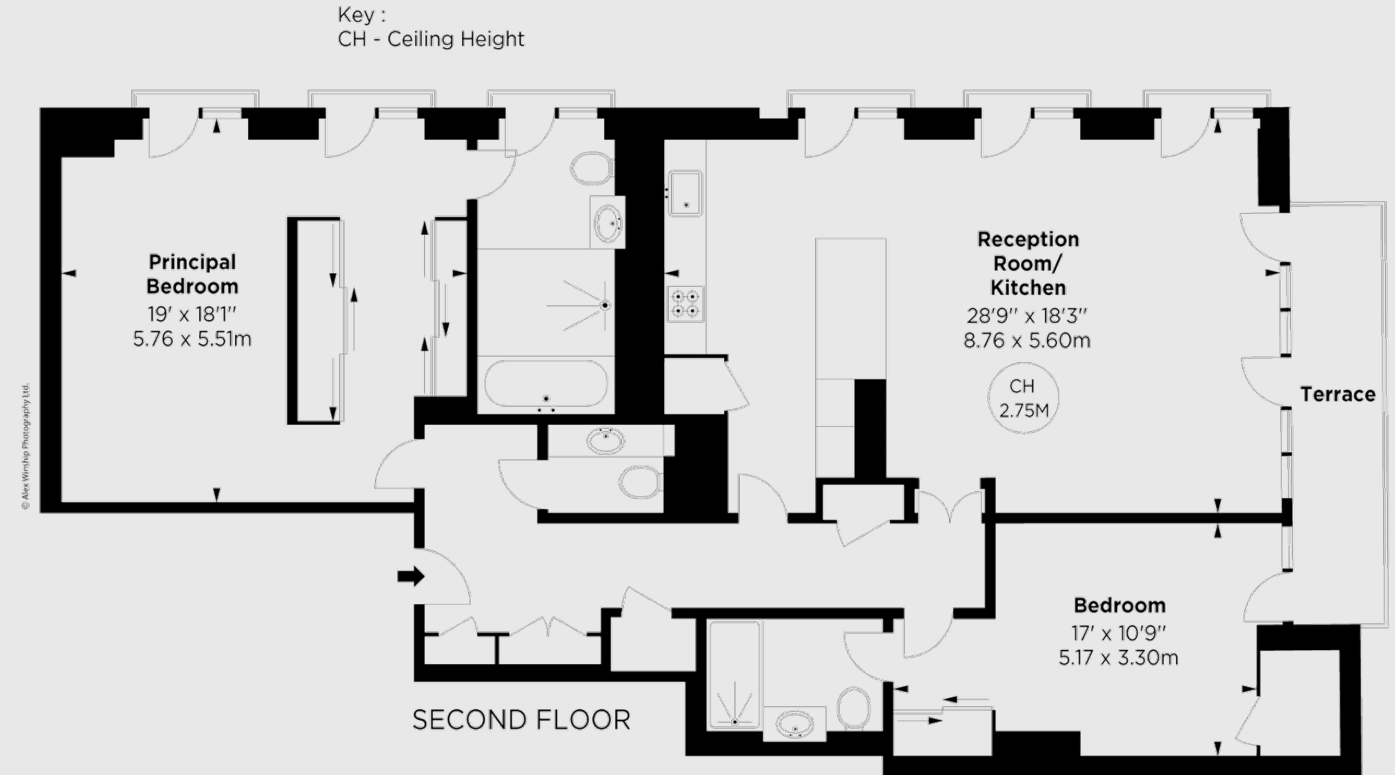 Key :
CH - Ceiling Height
Principal
Bedroom
19' x 18'1''
5.76 x 5.51m
Reception
Room/
Kitchen
28'9'' x 18'3''
8.76 x 5.60m
CH
2.75M
Terrace
Bedroom
17' x 10'9''
5.17 x 3.30m
SECOND FLOOR
© Alex Winship Photography Ltd.